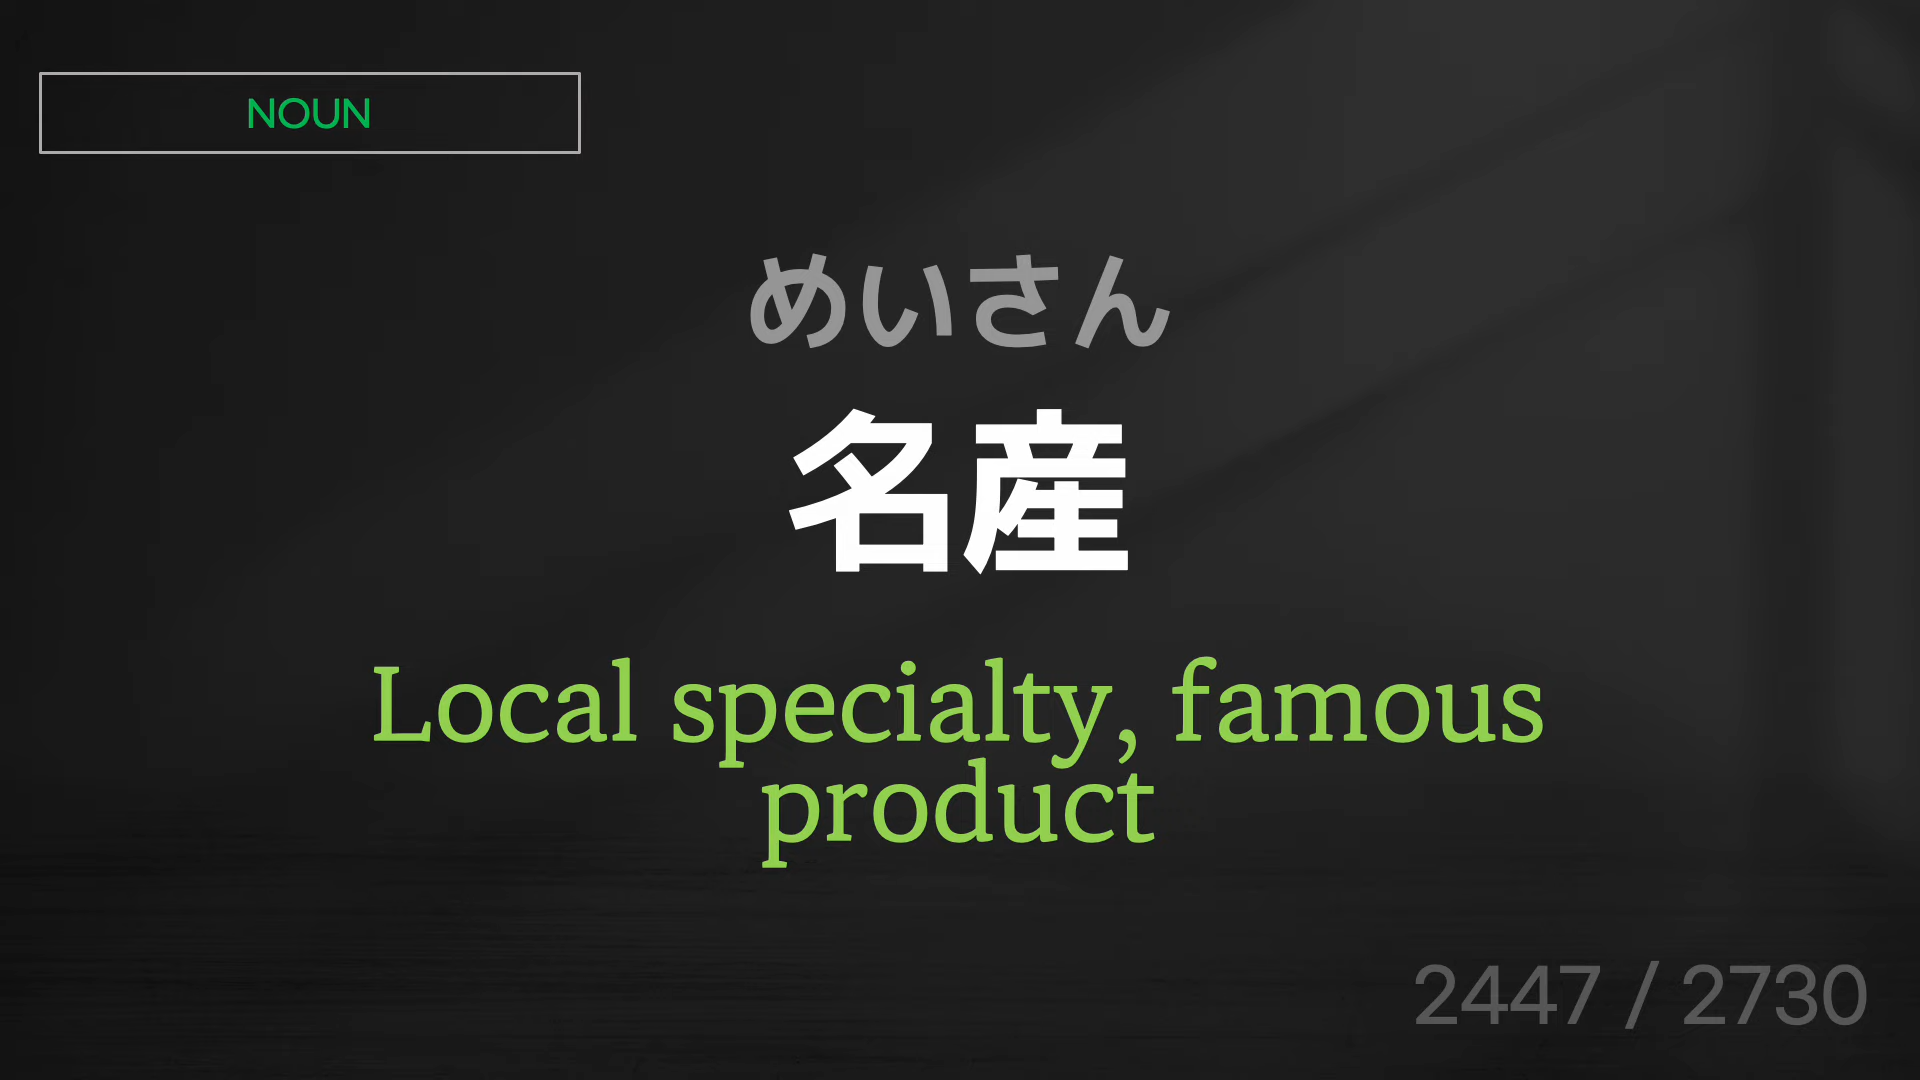 NOUN
めいさん
名産
Local specialty, famous
product
2447 / 2730